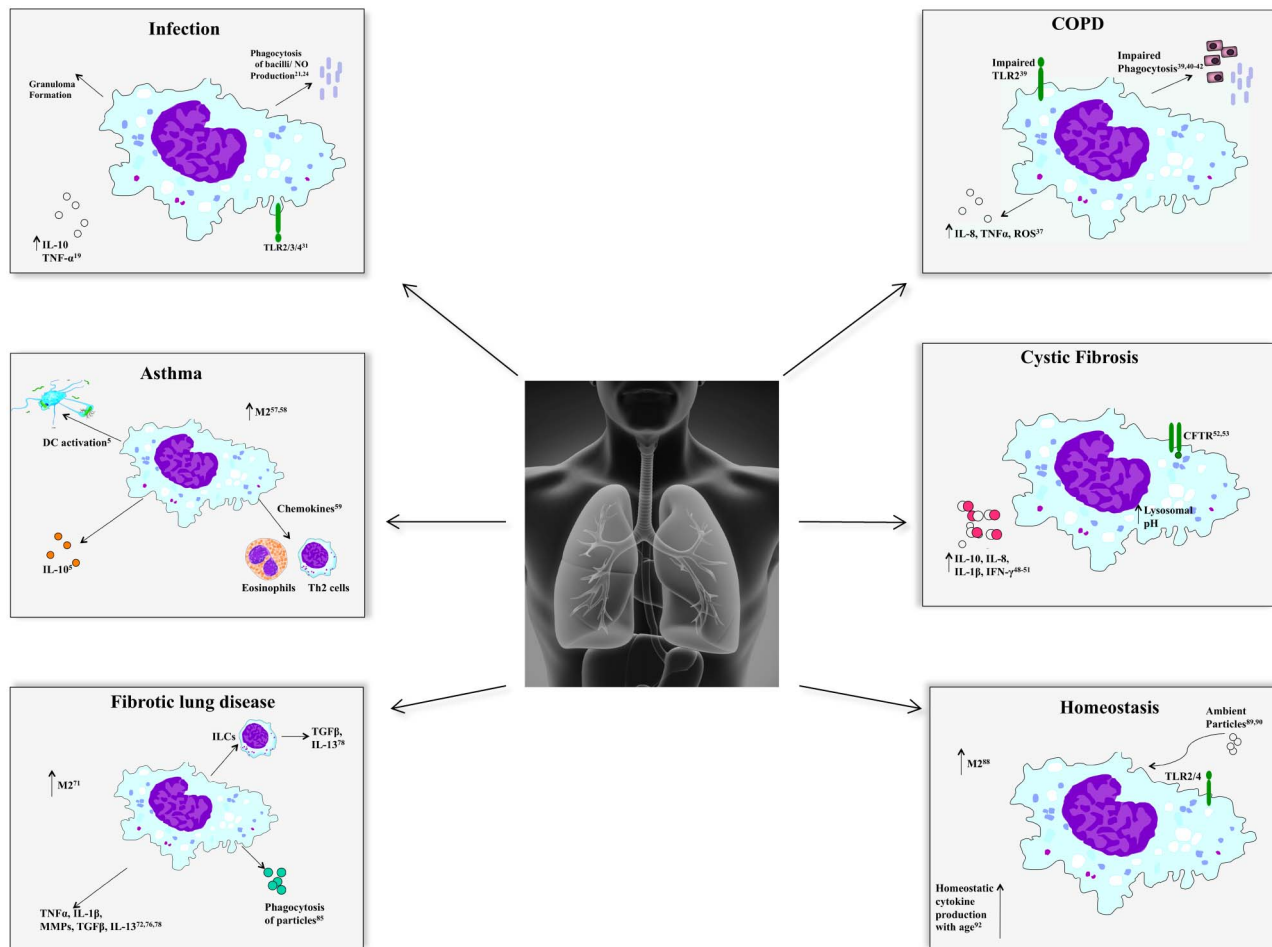 Infection
Phagocytosis
of bacilli/ NO
Production21,24
Granuloma
Formation
↑ IL-10
TNF-α19
TLR2/3/431
COPD
Impaired
TLR239
Impaired
Phagocytosis39,40-42
↑ IL-8, TNFα, ROS37
Asthma
↑ M257,58
DC activation5
Chemokines59
IL-105
Eosinophils
Th2 cells
Cystic Fibrosis
CFTR52,53
↑ Lysosomal
pH
↑ IL-10, IL-8,
IL-1β, IFN-γ48-51
Fibrotic lung disease
ILCs
TGFβ,
IL-1378
↑ M271
TNFα, IL-1β,
MMPs, TGFβ, IL-1372,76,78
Phagocytosis
of particles85
Homeostasis
Ambient
Particles89,90
↑ M288
TLR2/4
Homeostatic
cytokine
production
with age92